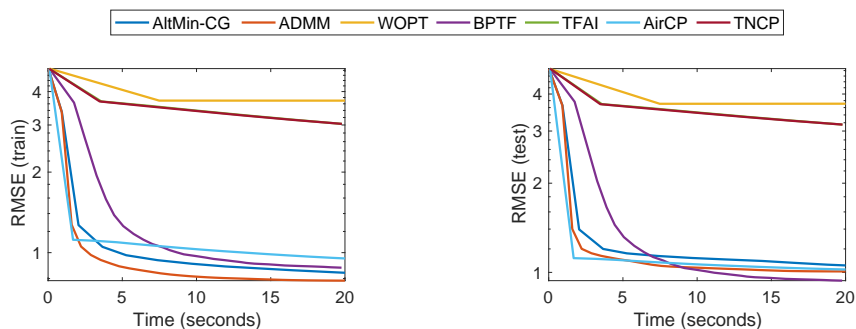 AltMin-CG ADMM WOPT BPTF TFAI AirCP TNCP
RMSE (train)
4
3
2
1
0 5 10 15 20
Time (seconds)
RMSE (test)
4
3
2
1
0 5 10 15 20
Time (seconds)